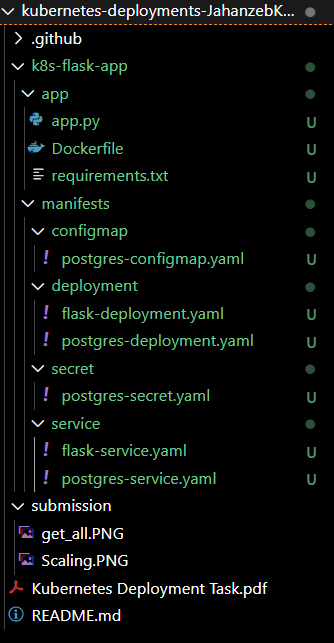 kubernetes-deployments-JahanzebK...
.github
k8s-flask-app
app
app.py U
Dockerfile U
requirements.txt U
manifests
configmap
! postgres-configmap.yaml U
deployment
! flask-deployment.yaml U
! postgres-deployment.yaml U
secret
! postgres-secret.yaml U
service
! flask-service.yaml U
! postgres-service.yaml U
submission
get_all.PNG
Scaling.PNG
Kubernetes Deployment Task.pdf
README.md